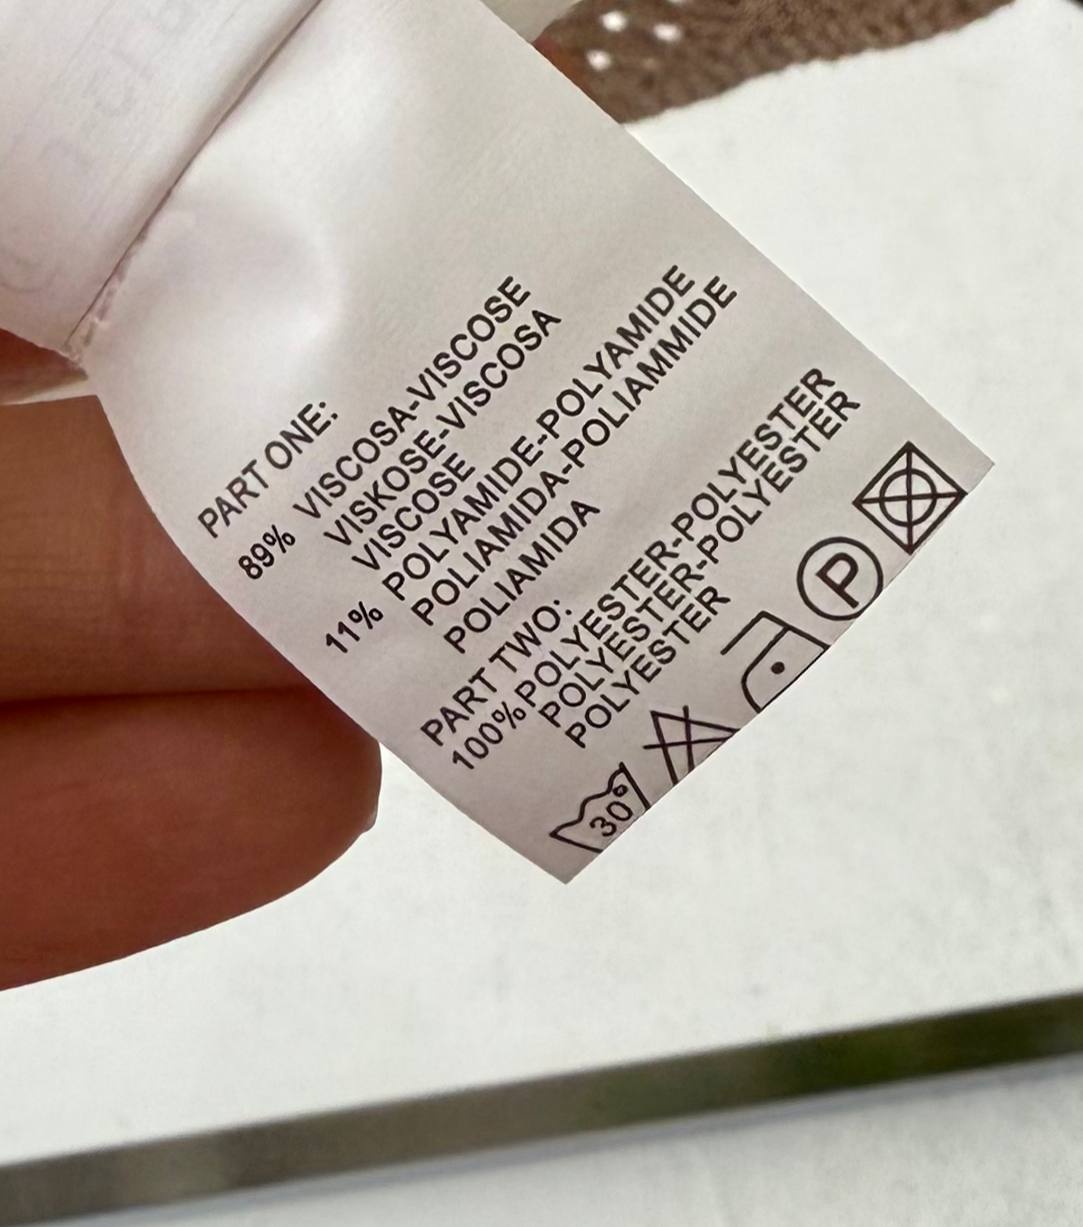 PART ONE:
89% VISCOSA-VISCOSE
VISKOSE-VISCOSA
VISCOSE
11% POLYAMIDE-POLYAMIDE
POLIAMIDA-POLIAMMIDE
POLIAMIDA
PART TWO:
100% POLYESTER-POLYESTER
POLYESTER-POLYESTER
POLYESTER
30° P